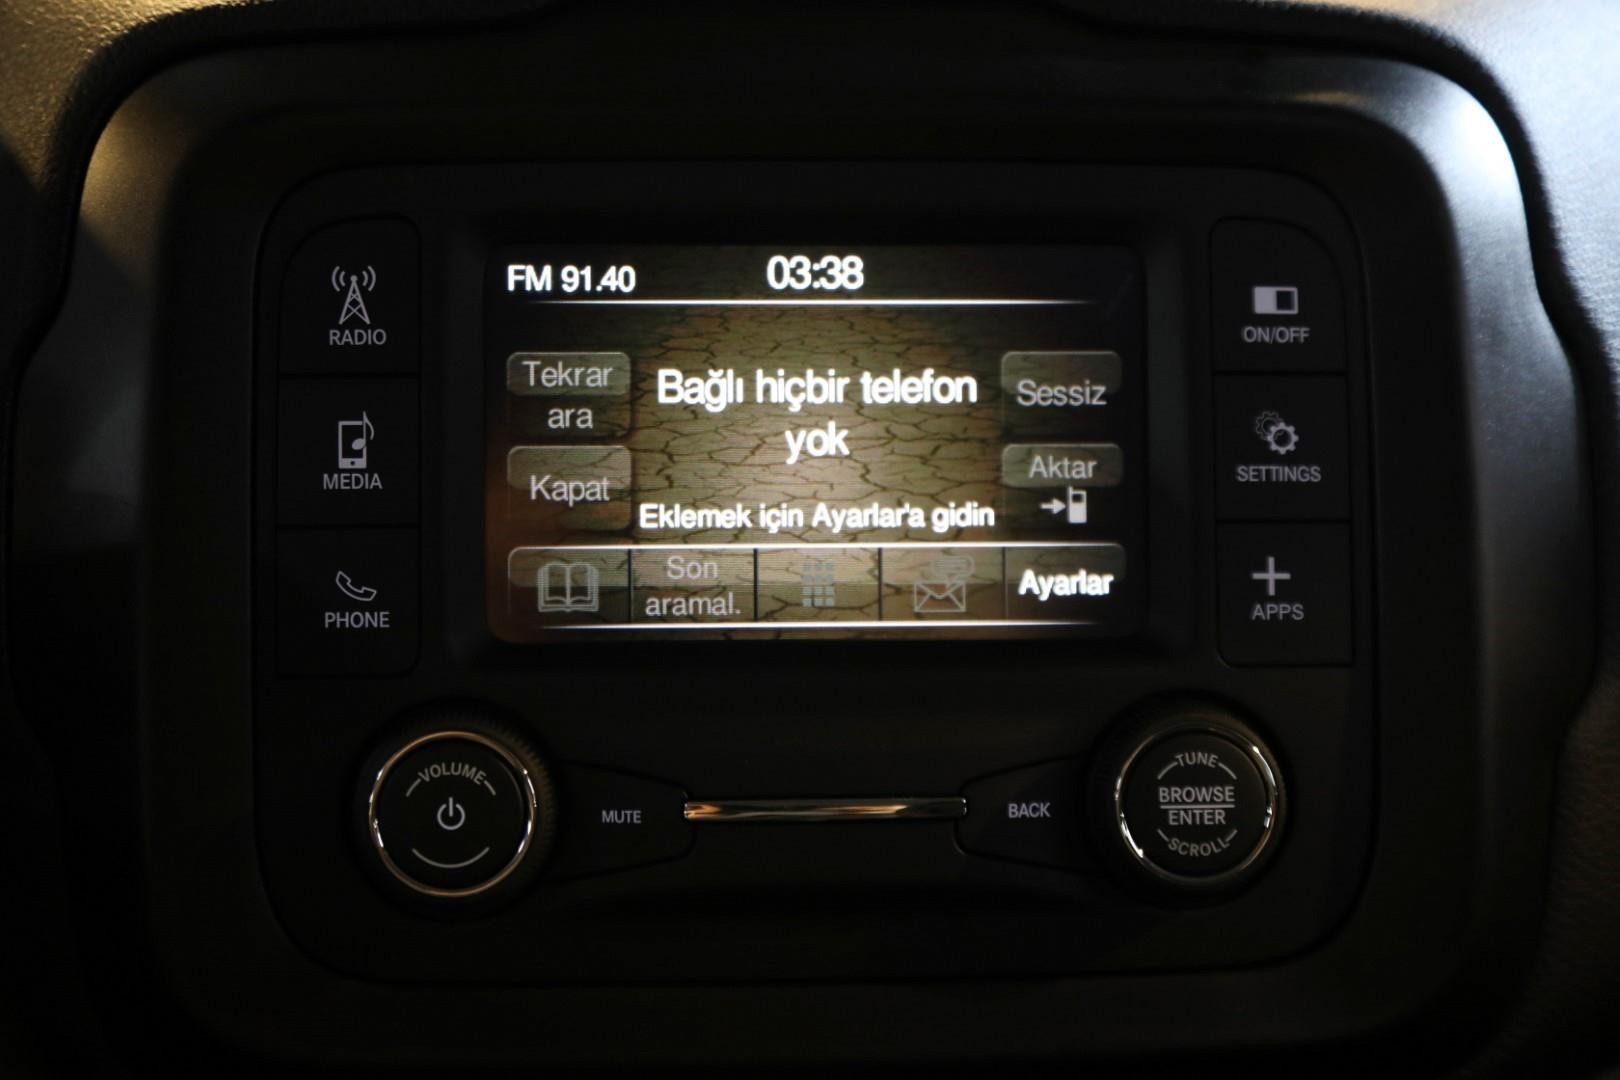 FM 91.40
03:38
RADIO
MEDIA
PHONE
Tekrar
ara
Kapat
Bağlı hiçbir telefon
yok
Eklemek için Ayarlar'a gidin
Sessiz
Aktar
Son
aramal.
Ayarlar
ON/OFF
SETTINGS
APPS
VOLUME
MUTE
BACK
TUNE
BROWSE
ENTER
SCROLL